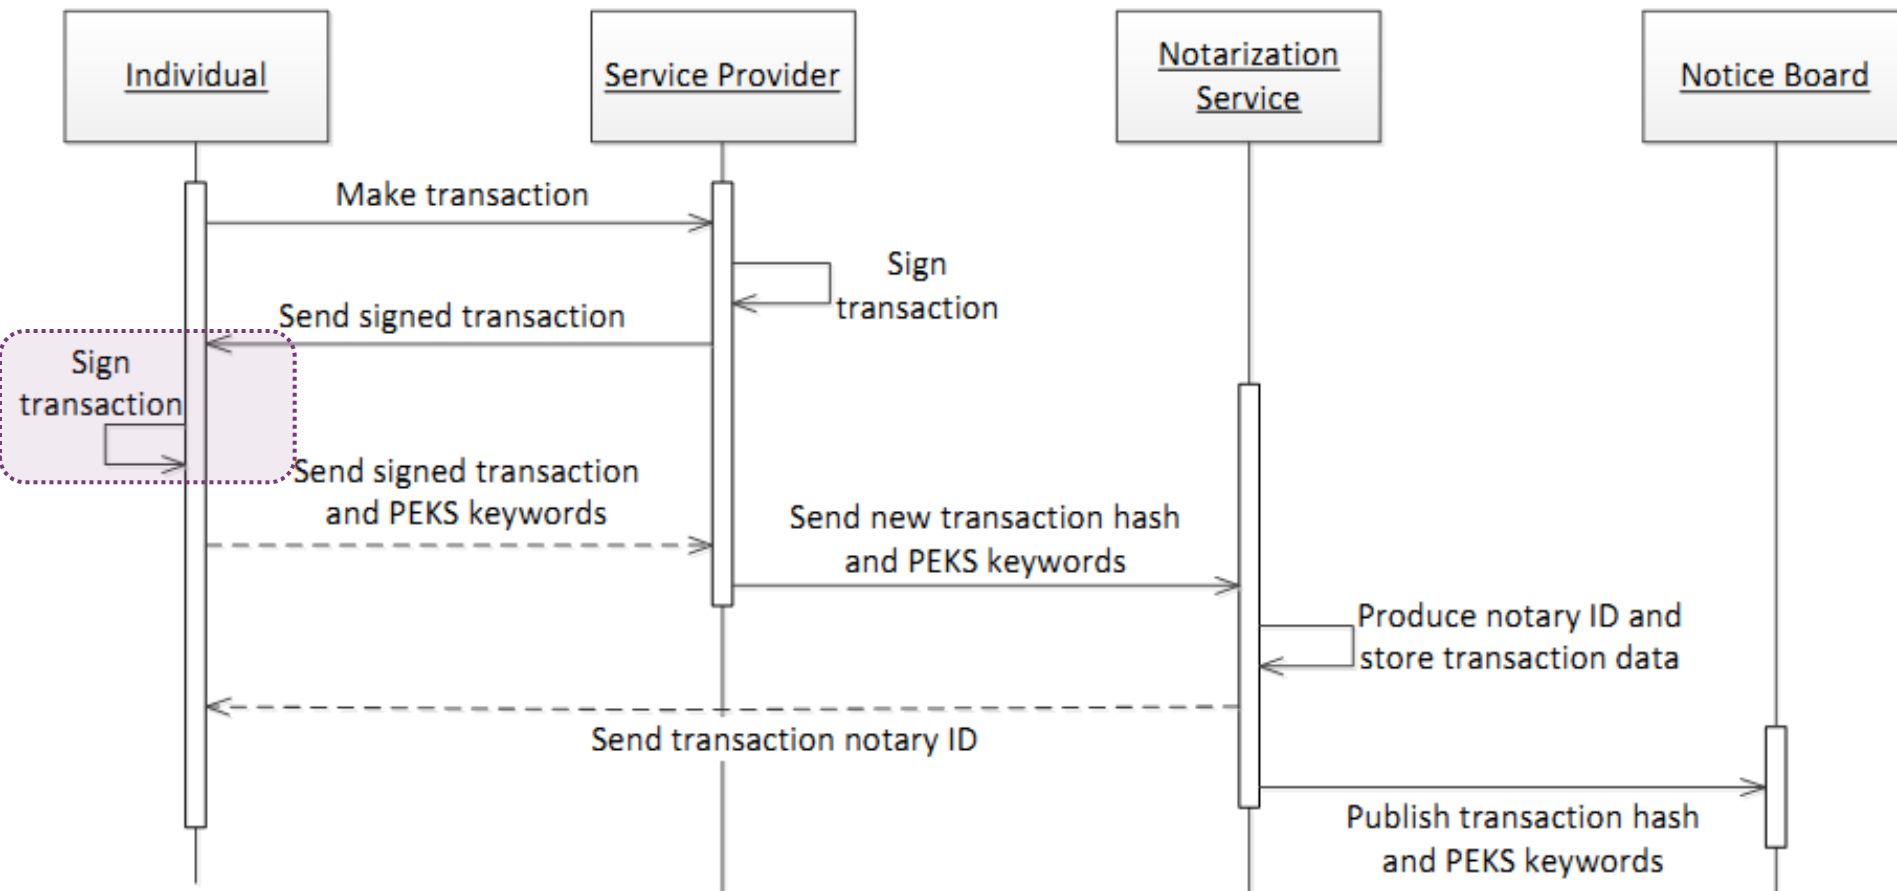 Individual
Service Provider
Notarization
Service
Notice Board
Make transaction
Sign
transaction
Send signed transaction
Sign
transaction
Send signed transaction
and PEKS keywords
Send new transaction hash
and PEKS keywords
Produce notary ID and
store transaction data
Send transaction notary ID
Publish transaction hash
and PEKS keywords